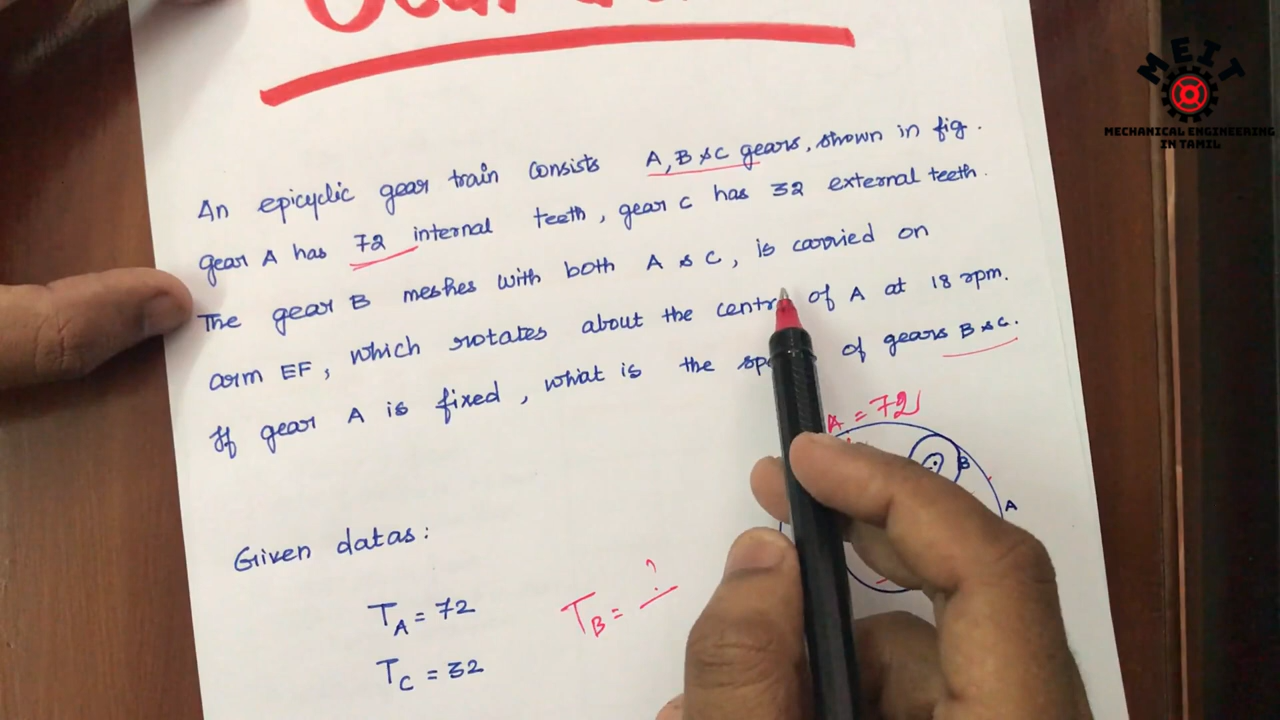 MEIT
MECHANICAL ENGINEERING
IN TAMIL
An epicyclic gear train consists A, B & C gears, shown in fig.
gear A has 72 internal teeth, gear C has 32 external teeth.
The gear B meshes with both A & C, is carried on
arm EF, which rotates about the centre of A at 18 rpm.
If gear A is fixed, what is the of gears B & C.
A = 72
B
A
Given datas:
TA = 72
TB = ?
TC = 32